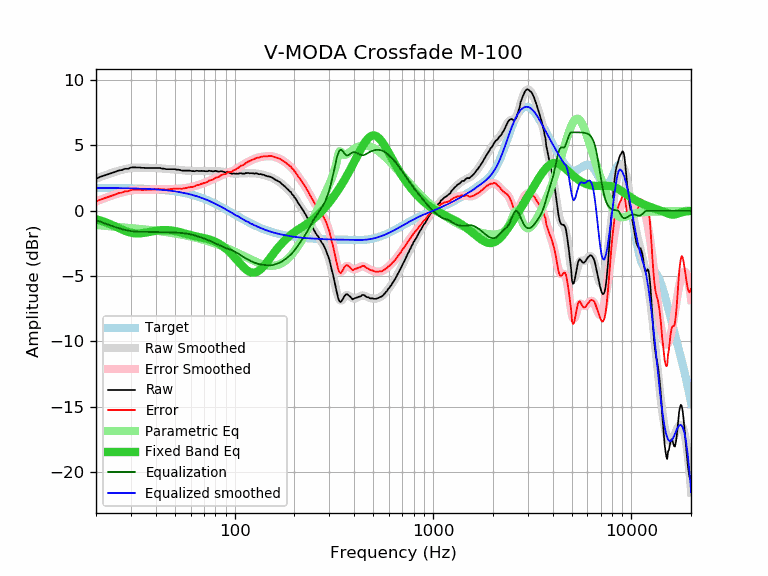 V-MODA Crossfade M-100
10
5
0
−5
−10
−15
−20
Amplitude (dBr)
Target
Raw Smoothed
Error Smoothed
Raw
Error
Parametric Eq
Fixed Band Eq
Equalization
Equalized smoothed
100
1000
10000
Frequency (Hz)